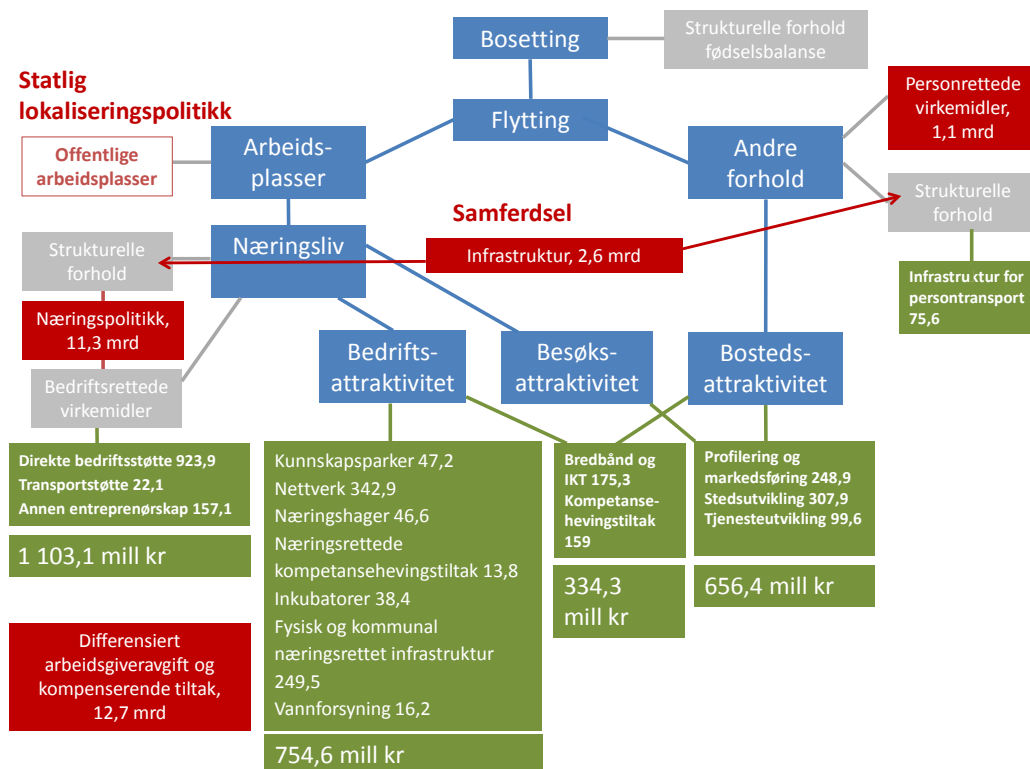 Bosetting
Strukturelle forhold
fødselsbalanse
Statlig
lokaliseringspolitikk
Personrettede
virkemidler,
1,1 mrd
Flytting
Offentlige
arbeidsplasser
Arbeids-
plasser
Andre
forhold
Strukturelle
forhold
Samferdsel
Strukturelle
forhold
Næringsliv
Infrastruktur, 2,6 mrd
Infrastruktur for
persontransport
75,6
Næringspolitikk,
11,3 mrd
Bedriftsrettede
virkemidler
Bedrifts-
attraktivitet
Besøks-
attraktivitet
Bosteds-
attraktivitet
Direkte bedriftsstøtte 923,9
Transportstøtte 22,1
Annen entreprenørskap 157,1
1 103,1 mill kr
Kunnskapsparker 47,2
Nettverk 342,9
Næringshager 46,6
Næringsrettede
kompetansehevingstiltak 13,8
Inkubatorer 38,4
Fysisk og kommunal
næringsrettet infrastruktur
249,5
Vannforsyning 16,2
754,6 mill kr
Bredbånd og
IKT 175,3
Kompetanse-
hevingstiltak
159
334,3
mill kr
Profilering og
markedsføring 248,9
Stedsutvikling 307,9
Tjenesteutvikling 99,6
656,4 mill kr
Differensiert
arbeidsgiveravgift og
kompenserende tiltak,
12,7 mrd